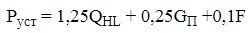 Pуст = 1,25QHL + 0,25GП +0,1F